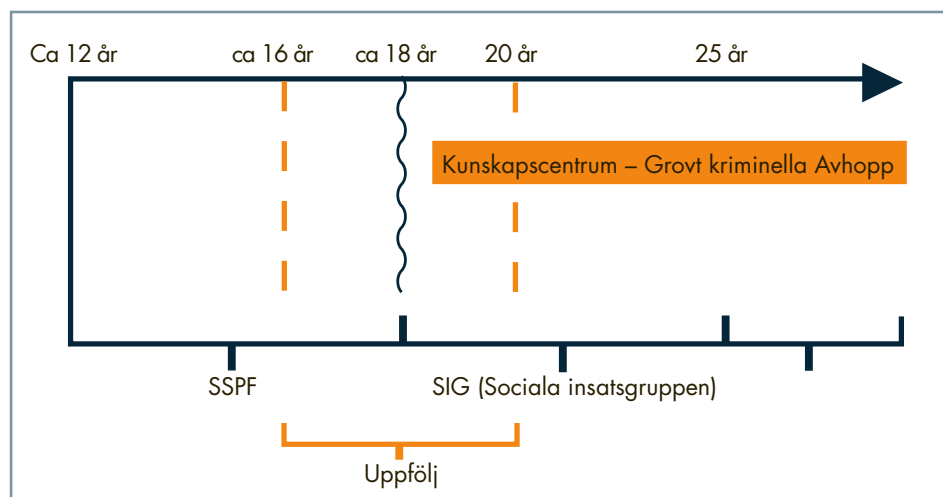 Ca 12 år
ca 16 år
ca 18 år
20 år
25 år
Kunskapscentrum – Grovt kriminella Avhopp
SSPF
SIG (Sociala insatsgruppen)
Uppfölj